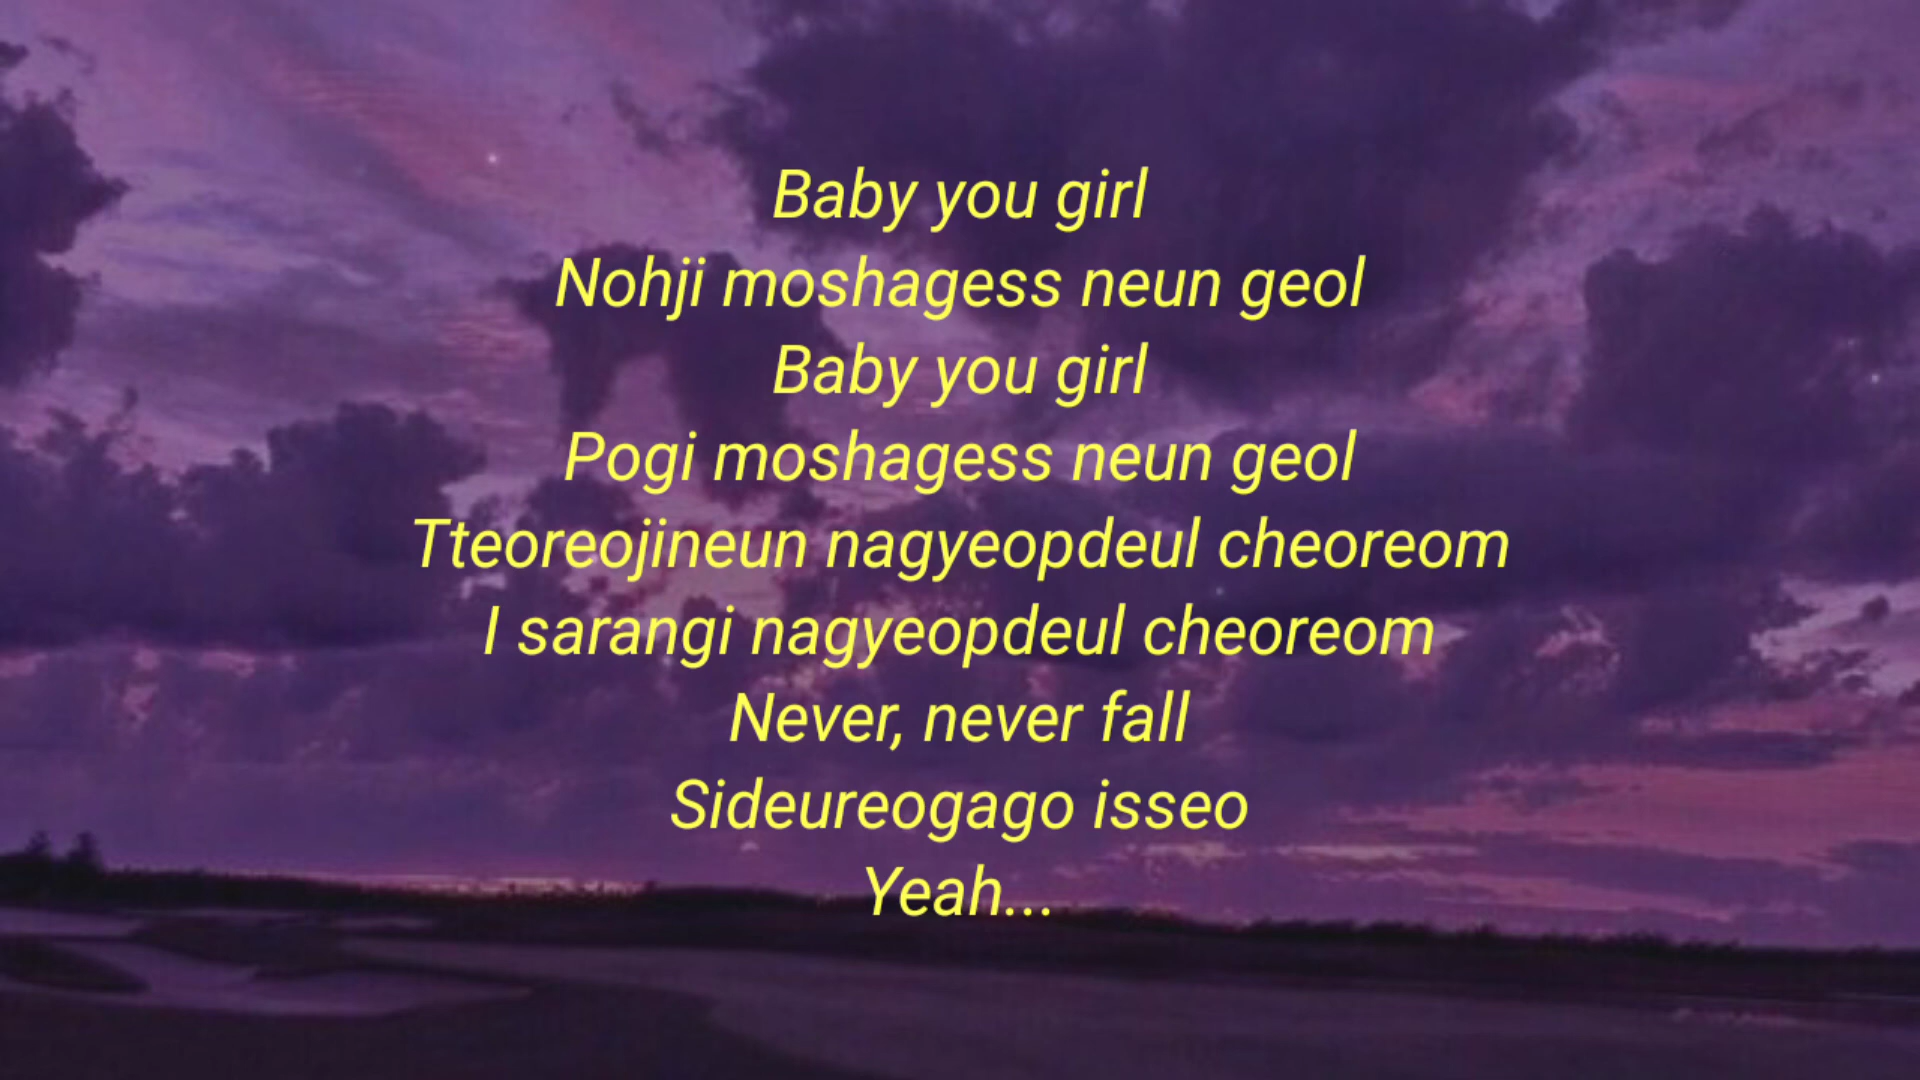 Baby you girl
Nohji moshagess neun geol
Baby you girl
Pogi moshagess neun geol
Tteoreojineun nagyeopdeul cheoreom
I sarangi nagyeopdeul cheoreom
Never, never fall
Sideureogago isseo
Yeah...